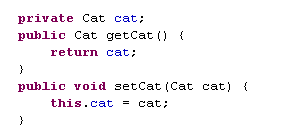 private Cat cat;
public Cat getCat() {
    return cat;
}
public void setCat(Cat cat) {
    this.cat = cat;
}